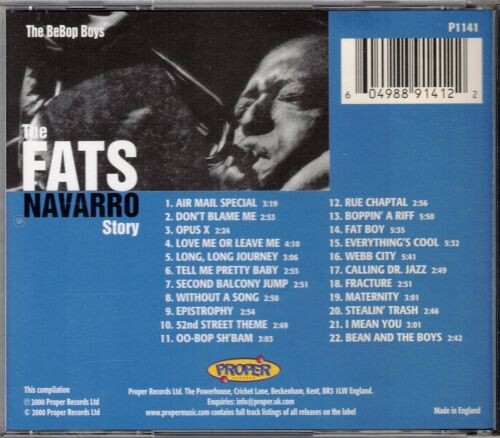 The BeBop Boys
P1141
6 04988 91412 2
The
FATS
NAVARRO
Story
1. AIR MAIL SPECIAL 3:19
2. DON'T BLAME ME 2:53
3. OPUS X 2:24
4. LOVE ME OR LEAVE ME 4:10
5. LONG, LONG JOURNEY 3:06
6. TELL ME PRETTY BABY 2:55
7. SECOND BALCONY JUMP 2:51
8. WITHOUT A SONG 2:50
9. EPISTROPHY 2:54
10. 52nd STREET THEME 2:49
11. OO-BOP SH'BAM 3:03
12. RUE CHAPTAL 2:56
13. BOPPIN' A RIFF 5:50
14. FAT BOY 5:35
15. EVERYTHING'S COOL 5:32
16. WEBB CITY 5:41
17. CALLING DR. JAZZ 2:49
18. FRACTURE 2:51
19. MATERNITY 3:01
20. STEALIN' TRASH 2:46
21. I MEAN YOU 3:01
22. BEAN AND THE BOYS 2:42
PROPER
This compilation
℗ 2000 Proper Records Ltd
© 2000 Proper Records Ltd
Proper Records Ltd. The Powerhouse, Cricket Lane, Beckenham, Kent, BR3 1LW England.
Enquiries: info@proper.uk.com
www.propermusic.com contains full track listings of all releases on the label
Made in England